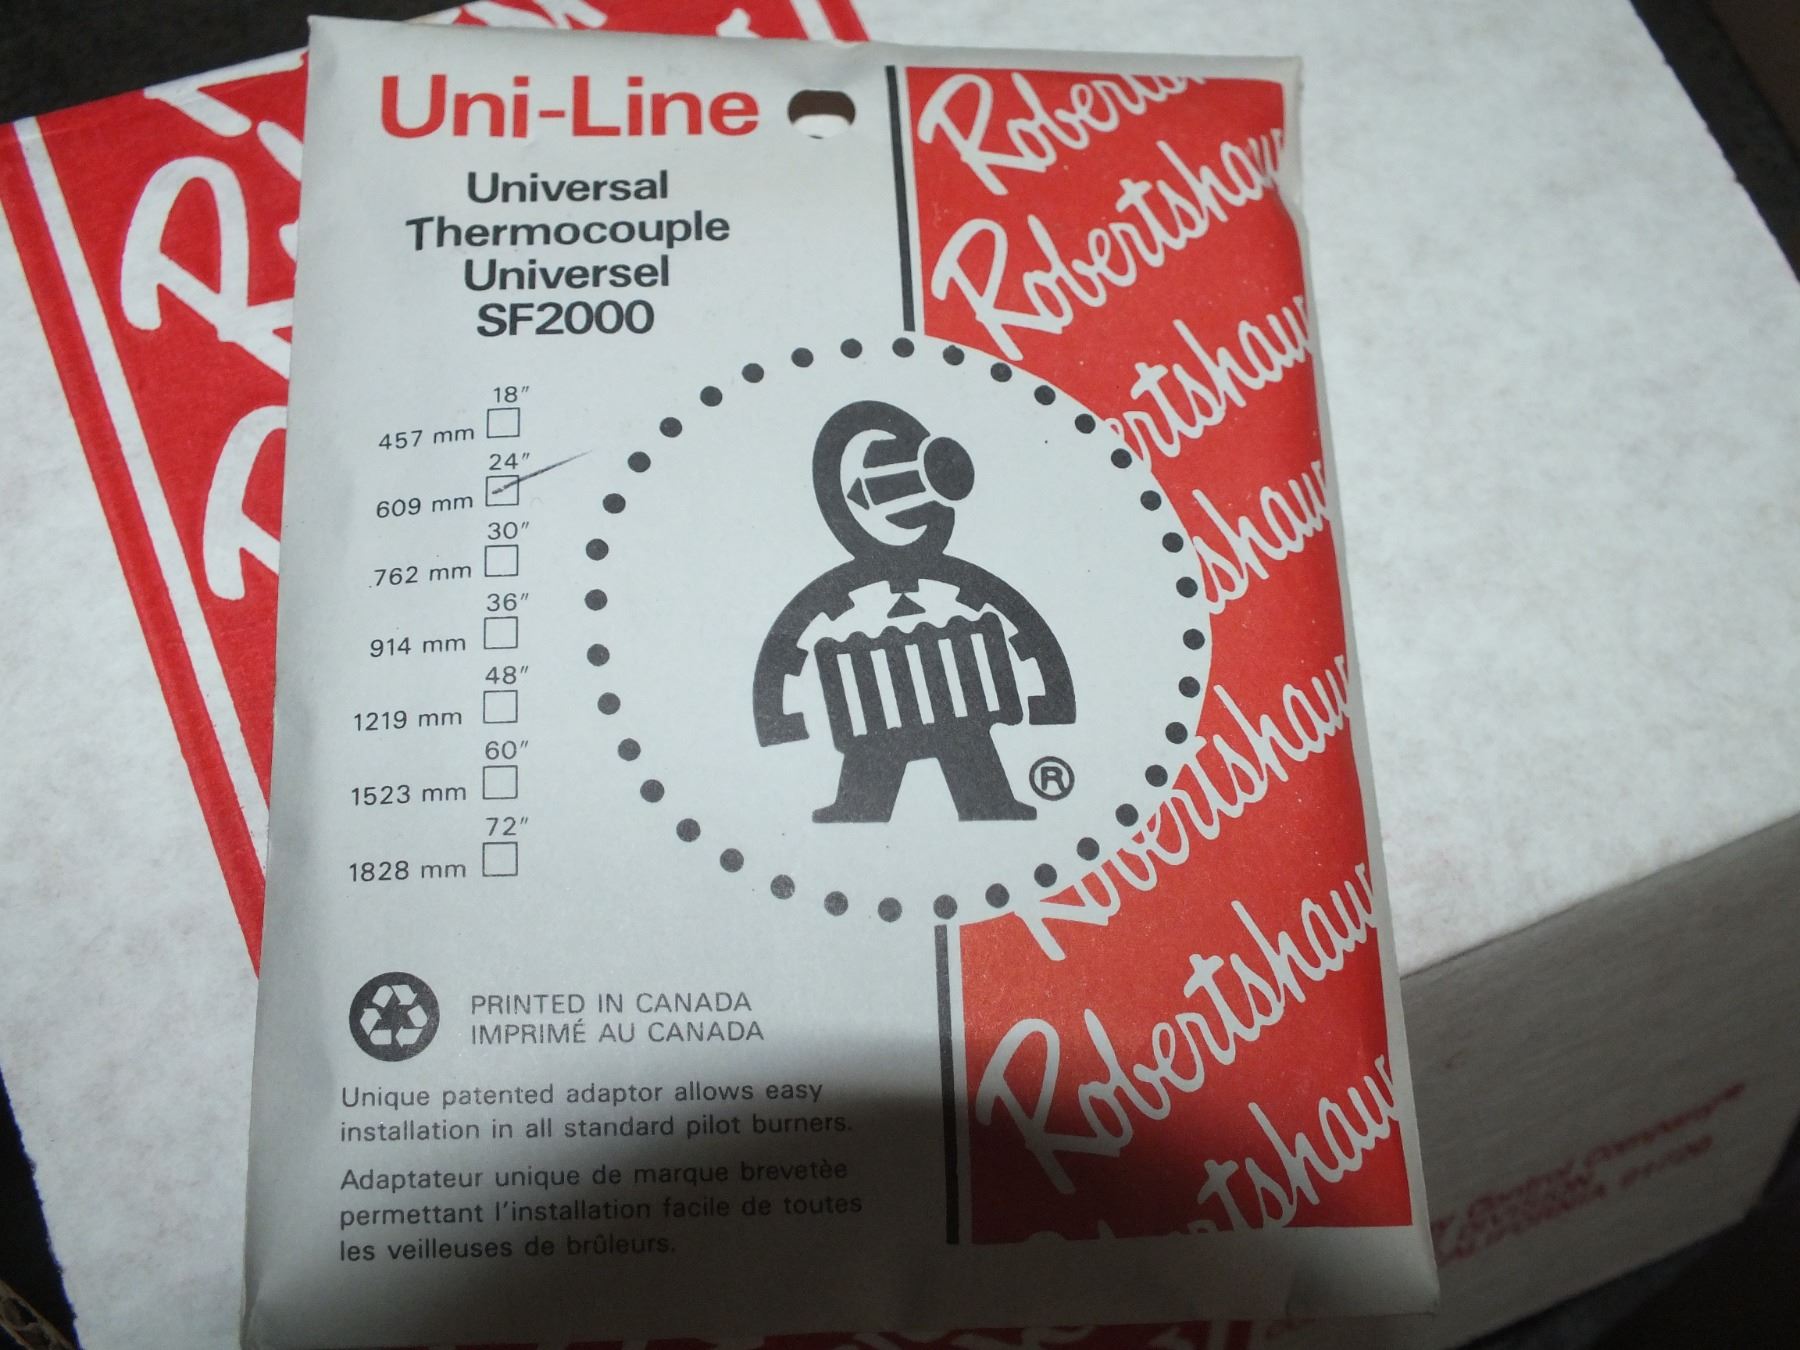 Uni-Line
Universal
Thermocouple
Universel
SF2000
18"
457 mm
24"
609 mm
30"
762 mm
36"
914 mm
48"
1219 mm
60"
1523 mm
72"
1828 mm
®
PRINTED IN CANADA
IMPRIMÉ AU CANADA
Unique patented adaptor allows easy
installation in all standard pilot burners.
Adaptateur unique de marque brevetèe
permettant l'installation facile de toutes
les veilleuses de brûleurs.
Robertshaw
Robertshaw
Robertshaw
Robertshaw